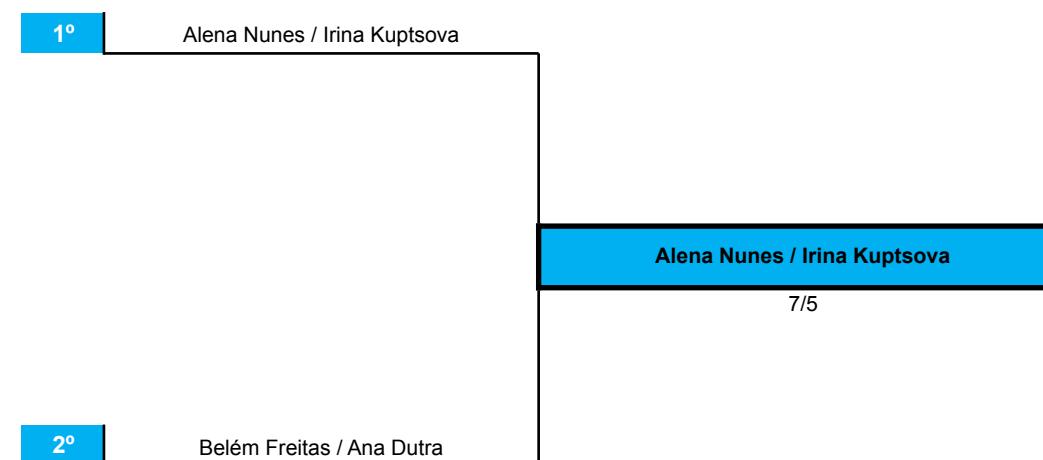 1º Alena Nunes / Irina Kuptsova
Alena Nunes / Irina Kuptsova
7/5
2º Belém Freitas / Ana Dutra